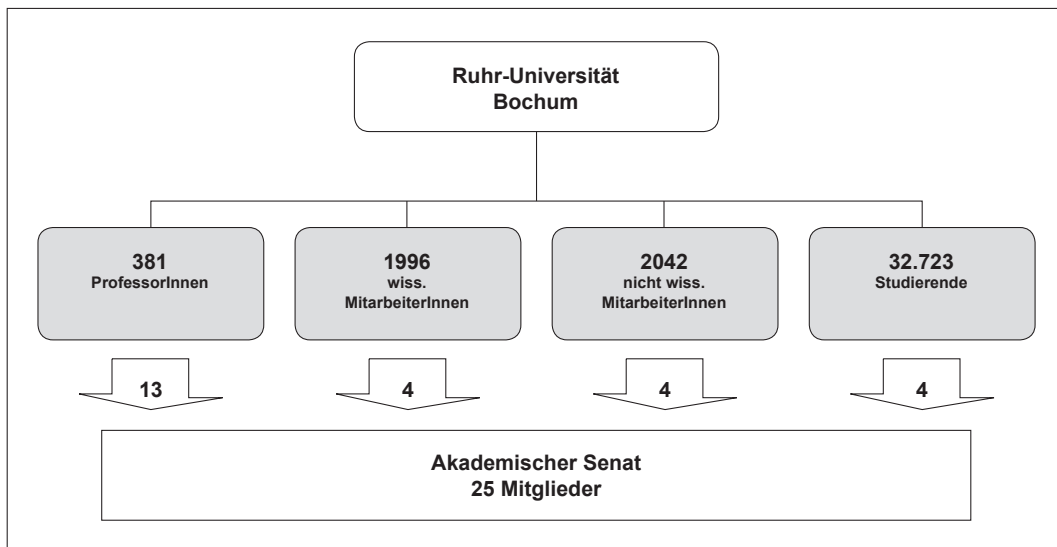 Ruhr-Universität
Bochum
381
ProfessorInnen
1996
wiss.
MitarbeiterInnen
2042
nicht wiss.
MitarbeiterInnen
32.723
Studierende
13
4
4
4
Akademischer Senat
25 Mitglieder